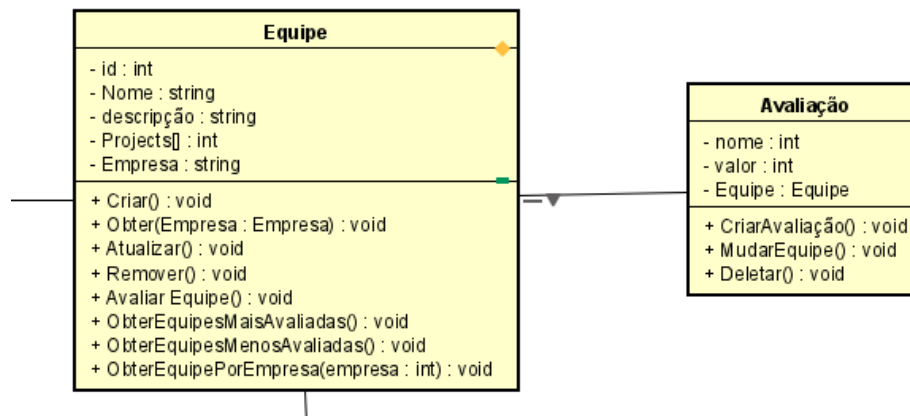 Equipe
- id : int
- Nome : string
- descripção : string
- Projects[] : int
- Empresa : string
+ Criar() : void
+ Obter(Empresa : Empresa) : void
+ Atualizar() : void
+ Remover() : void
+ Avaliar Equipe() : void
+ ObterEquipesMaisAvaliadas() : void
+ ObterEquipesMenosAvaliadas() : void
+ ObterEquipePorEmpresa(empresa : int) : void
Avaliação
- nome : int
- valor : int
- Equipe : Equipe
+ CriarAvaliação() : void
+ MudarEquipe() : void
+ Deletar() : void